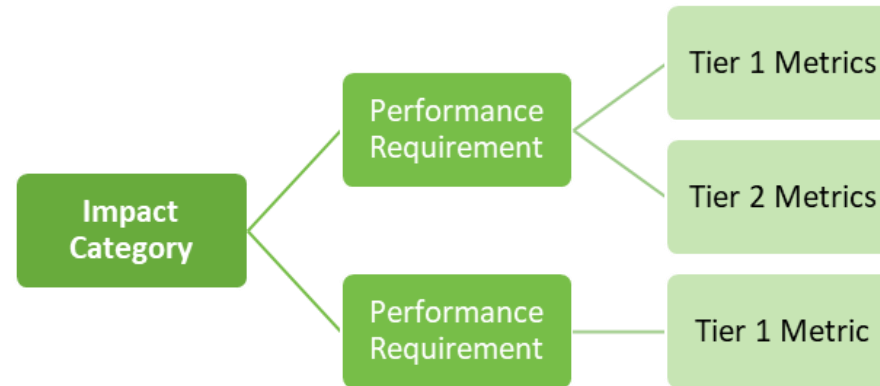 Impact
Category
Performance
Requirement
Tier 1 Metrics
Tier 2 Metrics
Performance
Requirement
Tier 1 Metric